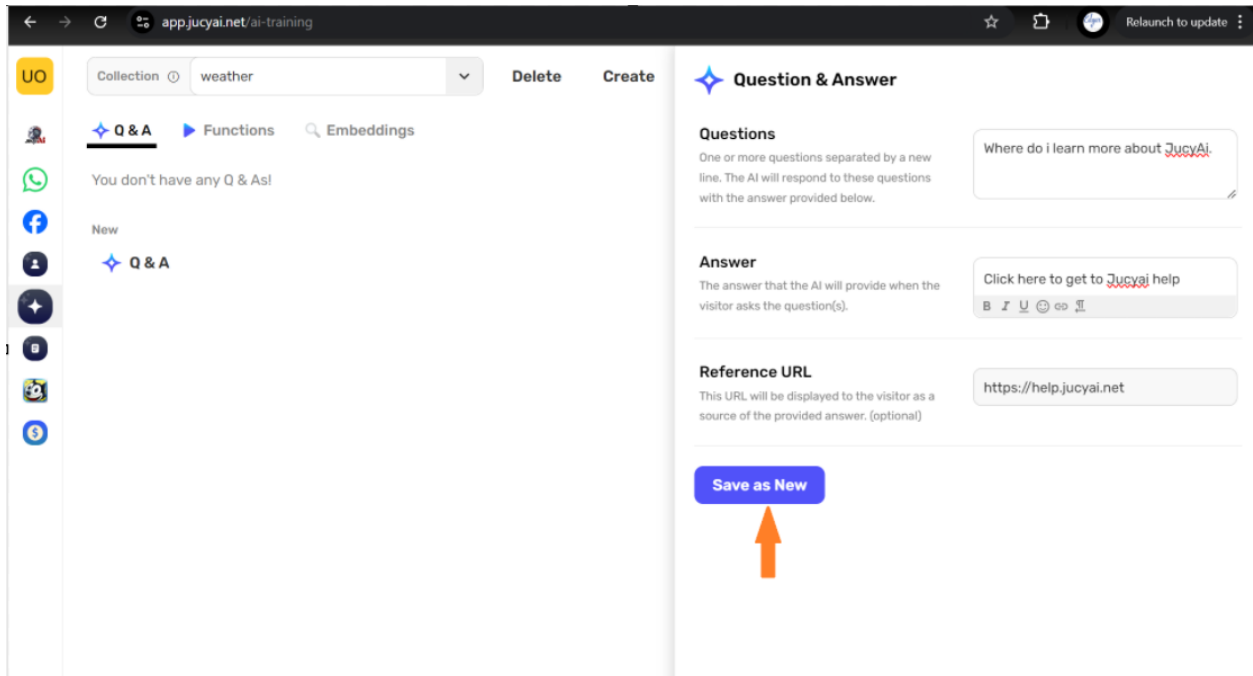 app.jucyai.net/ai-training
Relaunch to update
UO
Collection
weather
Delete
Create
Q & A
Functions
Embeddings
You don't have any Q & As!
New
Q & A
Question & Answer
Questions
One or more questions separated by a new
line. The AI will respond to these questions
with the answer provided below.
Where do i learn more about JucyAi.
Answer
The answer that the AI will provide when the
visitor asks the question(s).
Click here to get to Jucyai help
B I U
Reference URL
This URL will be displayed to the visitor as a
source of the provided answer. (optional)
https://help.jucyai.net
Save as New